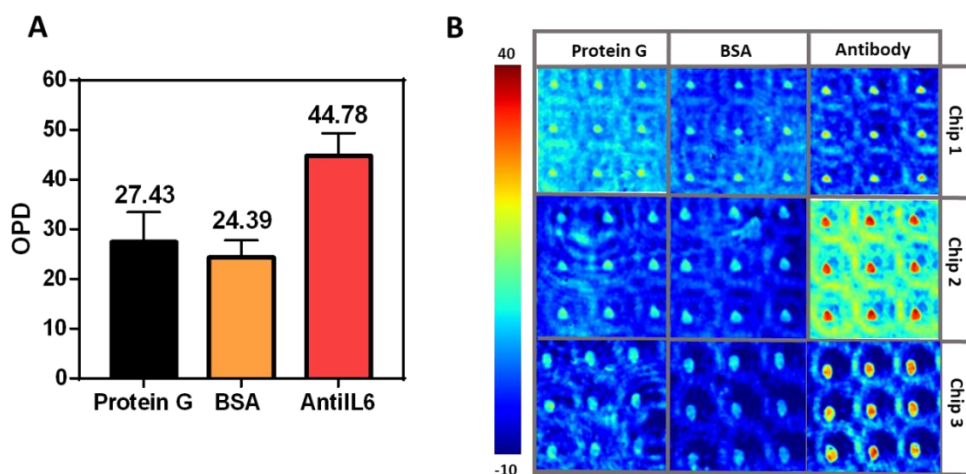 A
OPD
60
50
40
30
20
10
0
27.43
24.39
44.78
Protein G BSA AntiIL6
B
40
-10
Protein G BSA Antibody
Chip 1
Chip 2
Chip 3